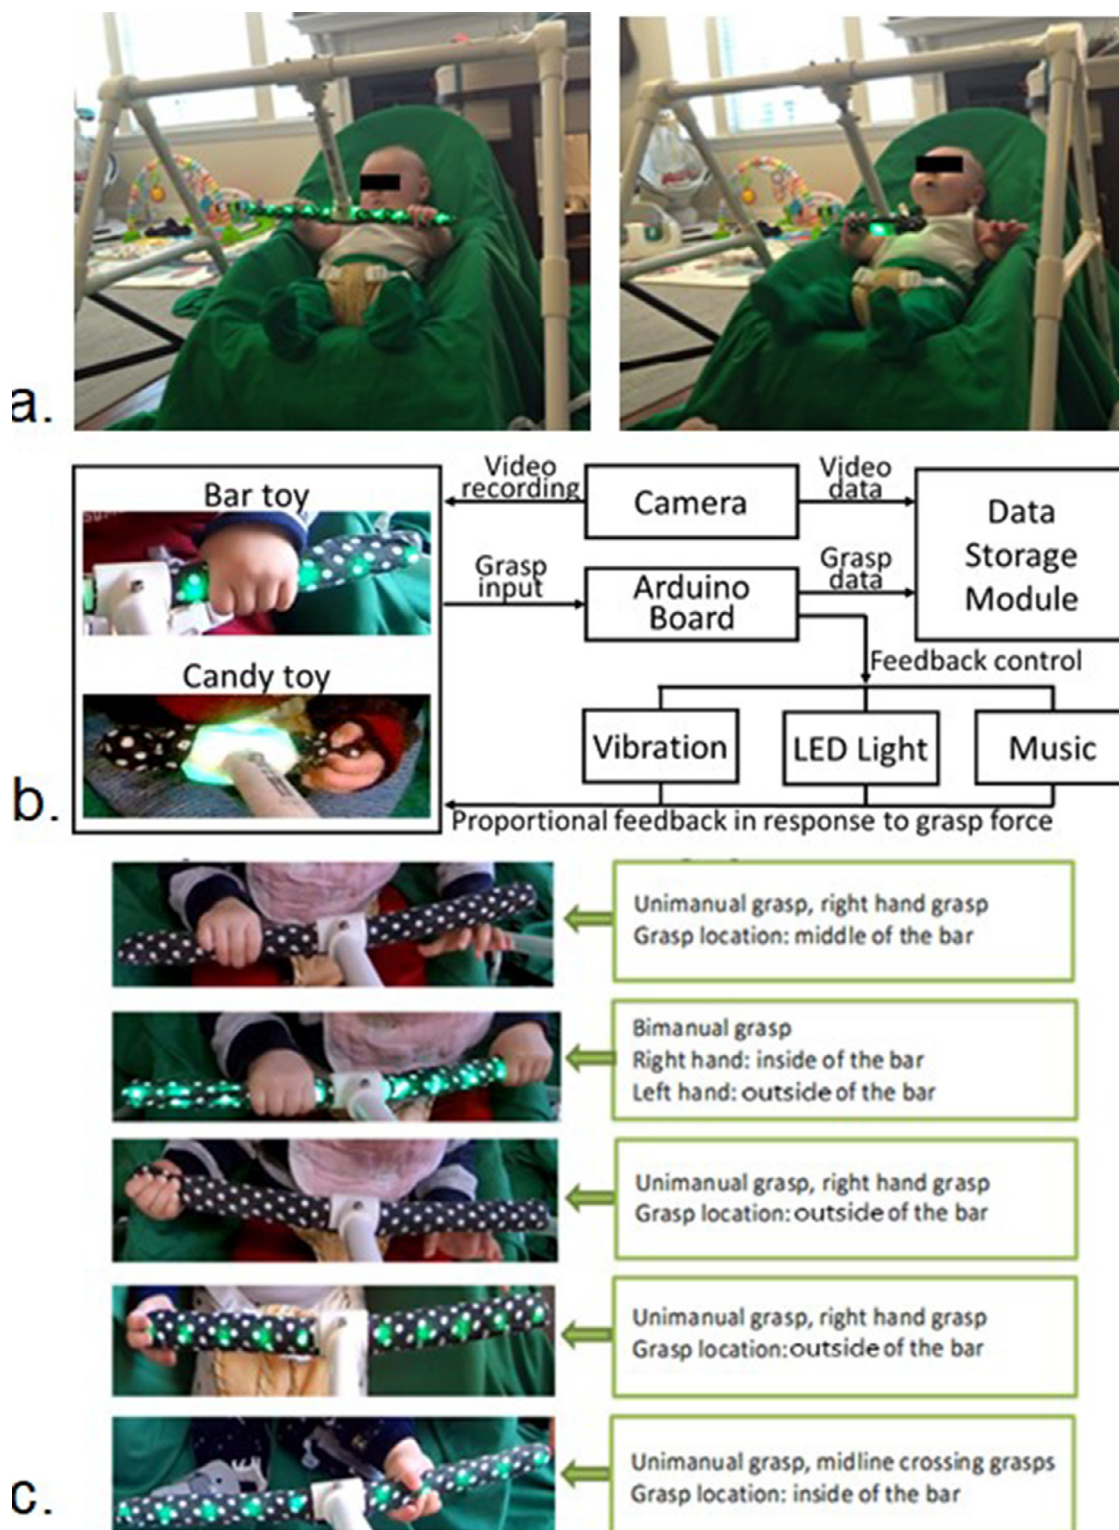 a.
Bar toy
Candy toy
Video
recording
Camera
Video
data
Data
Storage
Module
Grasp
input
Arduino
Board
Grasp
data
Feedback control
Vibration
LED Light
Music
Proportional feedback in response to grasp force
b.
Unimanual grasp, right hand grasp
Grasp location: middle of the bar
Bimanual grasp
Right hand: inside of the bar
Left hand: outside of the bar
Unimanual grasp, right hand grasp
Grasp location: outside of the bar
Unimanual grasp, right hand grasp
Grasp location: outside of the bar
Unimanual grasp, midline crossing grasps
Grasp location: inside of the bar
c.